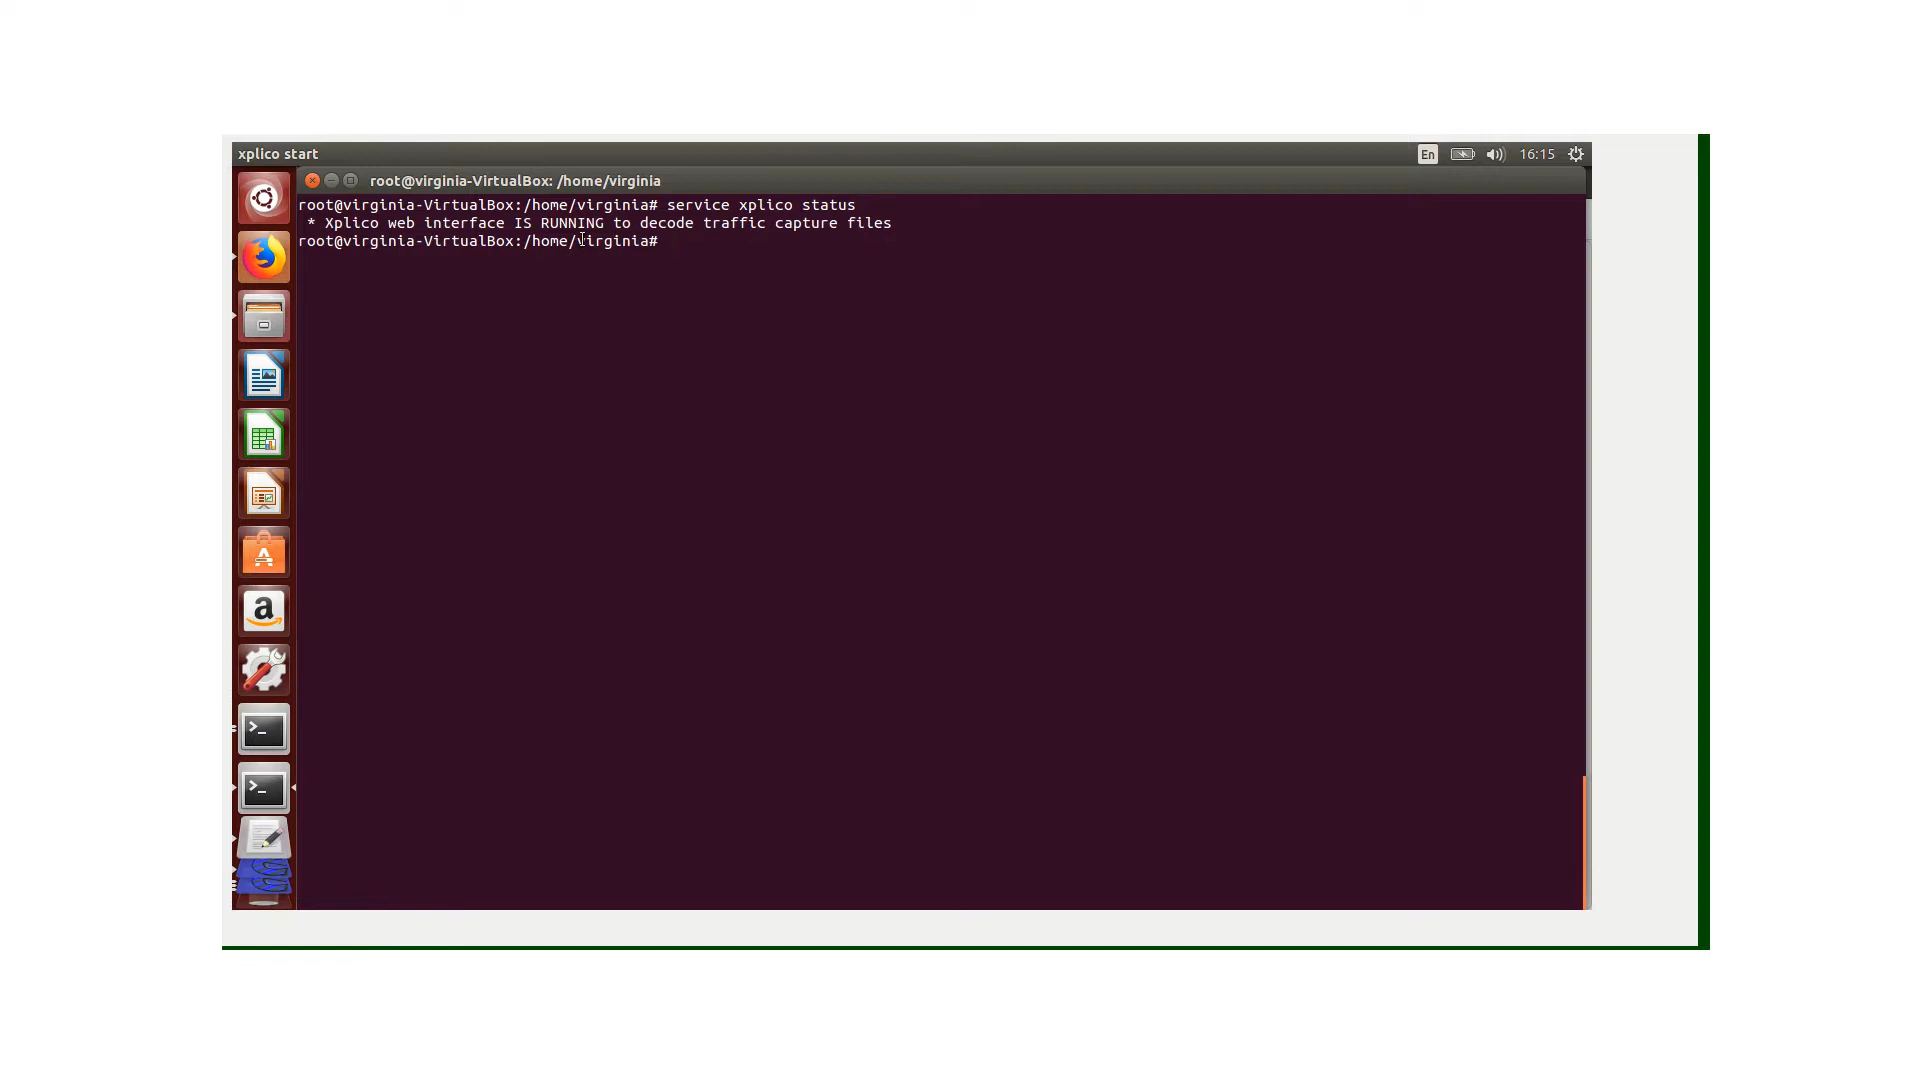 xplico start
En
16:15
root@virginia-VirtualBox: /home/virginia
root@virginia-VirtualBox:/home/virginia# service xplico status
* Xplico web interface IS RUNNING to decode traffic capture files
root@virginia-VirtualBox:/home/virginia#